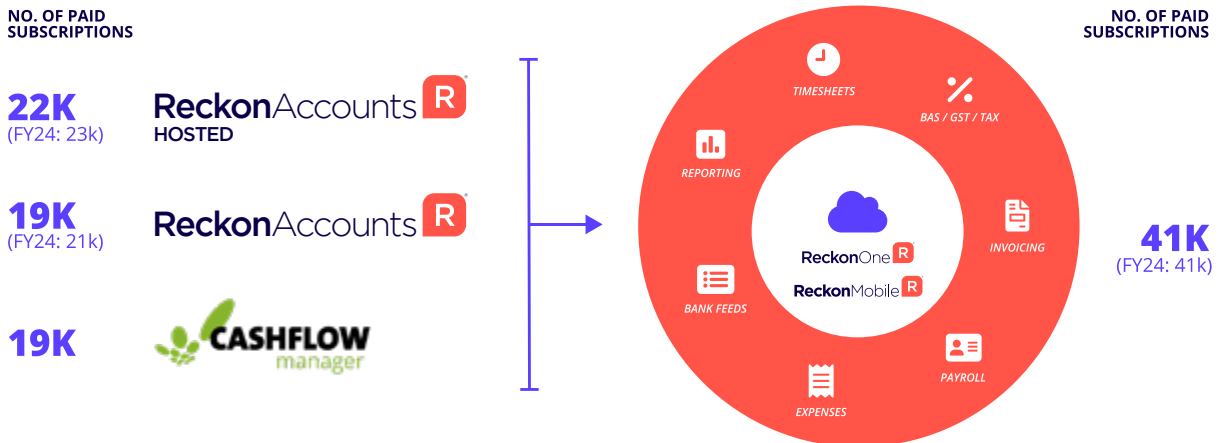 NO. OF PAID
SUBSCRIPTIONS
22K
(FY24: 23k)
ReckonAccounts R
HOSTED
19K
(FY24: 21k)
ReckonAccounts R
19K
CASHFLOW
manager
TIMESHEETS
BAS / GST / TAX
REPORTING
INVOICING
BANK FEEDS
PAYROLL
EXPENSES
ReckonOne R
ReckonMobile R
NO. OF PAID
SUBSCRIPTIONS
41K
(FY24: 41k)